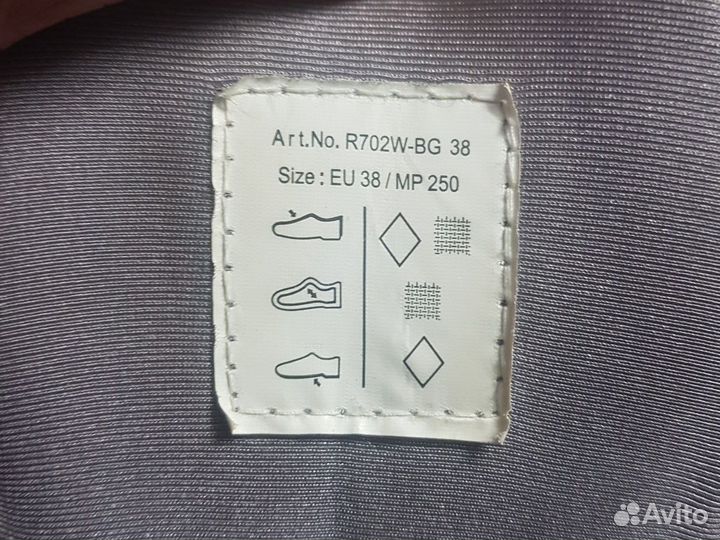 Art.No. R702W-BG 38
Size : EU 38 / MP 250
Avito